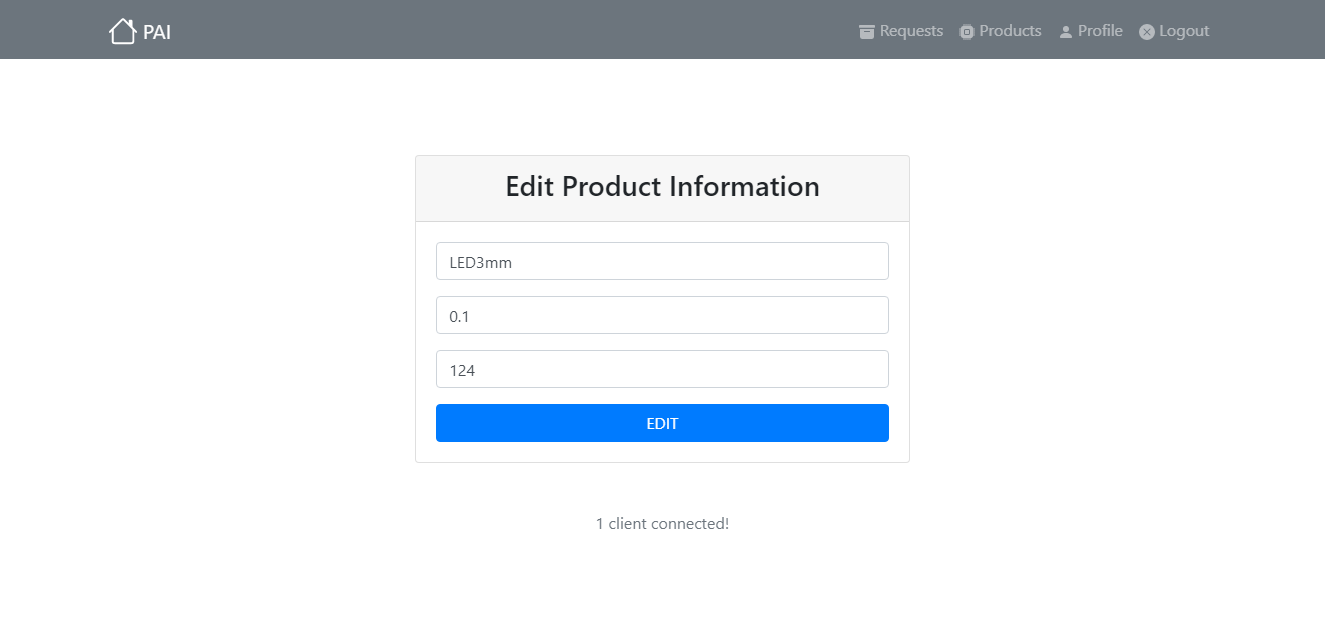 PAI Requests Products Profile Logout
Edit Product Information
LED3mm
0.1
124
EDIT
1 client connected!